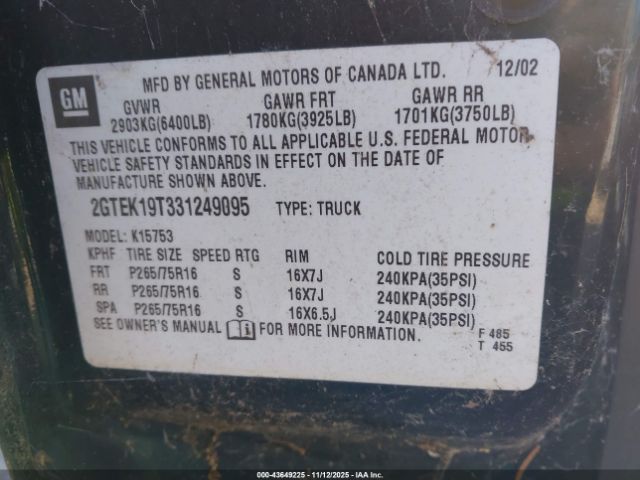 GM
MFD BY GENERAL MOTORS OF CANADA LTD. 12/02
GVWR GAWR FRT GAWR RR
2903KG(6400LB) 1780KG(3925LB) 1701KG(3750LB)
THIS VEHICLE CONFORMS TO ALL APPLICABLE U.S. FEDERAL MOTOR
VEHICLE SAFETY STANDARDS IN EFFECT ON THE DATE OF
MANUFACTURE SHOWN ABOVE.
2GTEK19T331249095 TYPE: TRUCK
MODEL: K15753
KPHF TIRE SIZE SPEED RTG RIM COLD TIRE PRESSURE
FRT P265/75R16 S 16X7J 240KPA(35PSI)
RR P265/75R16 S 16X7J 240KPA(35PSI)
SPA P265/75R16 S 16X6.5J 240KPA(35PSI)
SEE OWNER'S MANUAL FOR MORE INFORMATION.
F 485
T 455
000-43649225 - 11/12/2025 - IAA Inc.